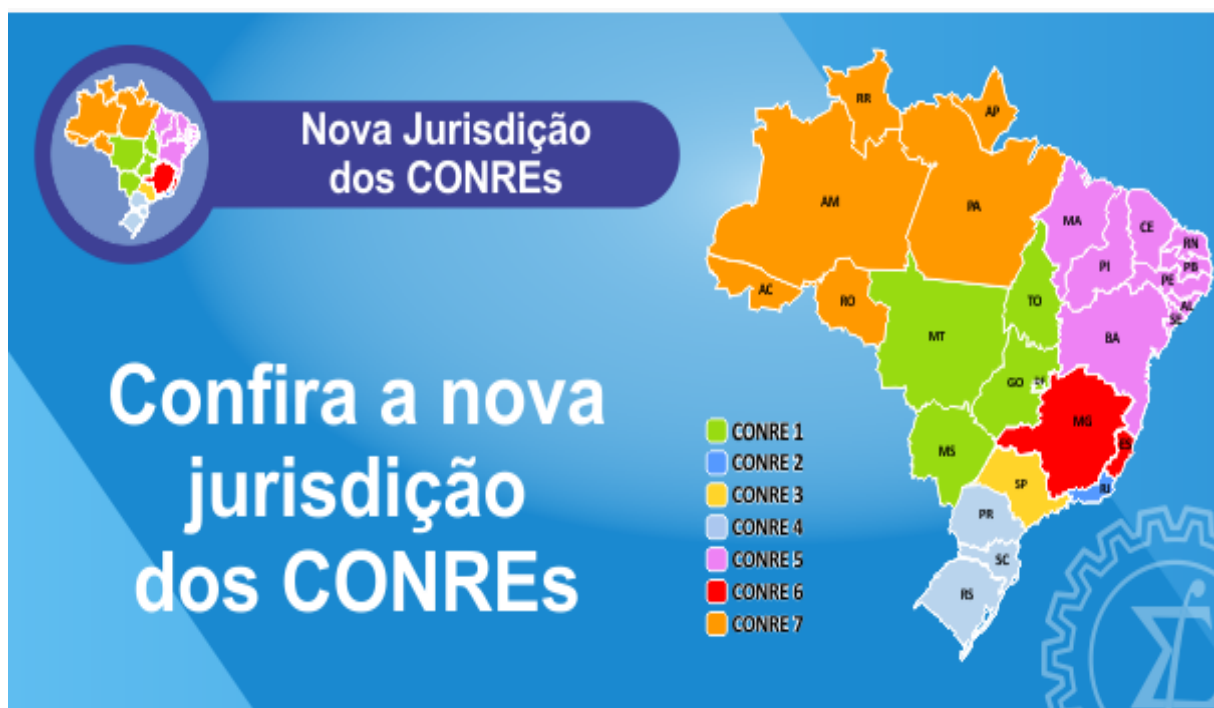 Nova Jurisdição
dos CONREs
Confira a nova
jurisdição
dos CONREs
CONRE 1
CONRE 2
CONRE 3
CONRE 4
CONRE 5
CONRE 6
CONRE 7
RR
AP
AM
PA
MA
CE
RN
PB
PI
PE
AL
SE
AC
RO
TO
BA
MT
GO
DF
MG
ES
MS
SP
RJ
PR
SC
RS